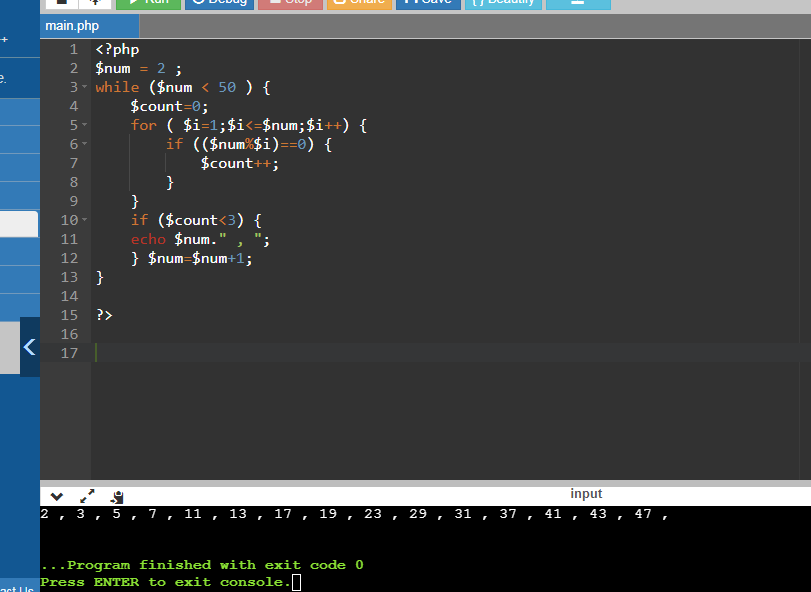 Run Debug Stop Share Save { } Beautify
main.php
+
e.
1 <?php
2 $num = 2 ;
3 while ($num < 50 ) {
4 $count=0;
5 for ( $i=1;$i<=$num;$i++) {
6 if (($num%$i)==0) {
7 $count++;
8 }
9 }
10 if ($count<3) {
11 echo $num." , ";
12 } $num=$num+1;
13 }
14
15 ?>
16
17
input
2 , 3 , 5 , 7 , 11 , 13 , 17 , 19 , 23 , 29 , 31 , 37 , 41 , 43 , 47 ,
...Program finished with exit code 0
Press ENTER to exit console.
act Us